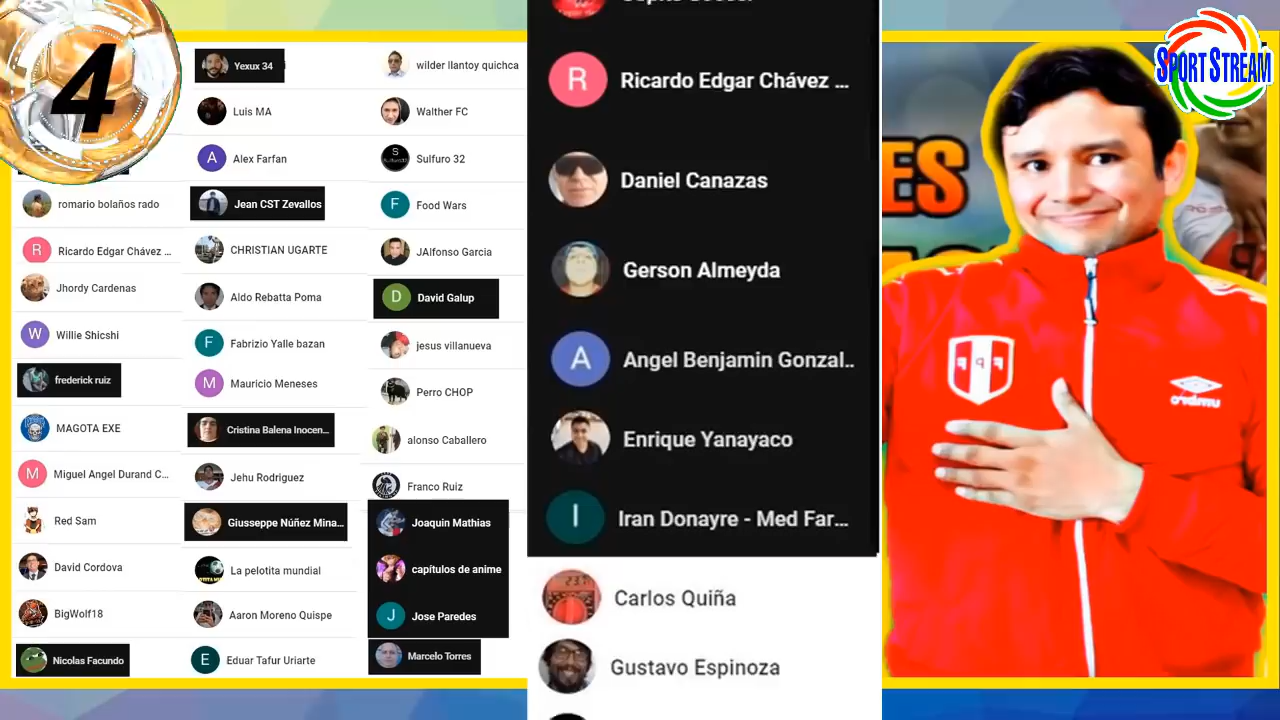 4
romario bolaños rado
Ricardo Edgar Chávez ...
Jhordy Cardenas
Willie Shicshi
frederick ruiz
MAGOTA EXE
Miguel Angel Durand C...
Red Sam
David Cordova
BigWolf18
Nicolas Facundo
Yexux 34
Luis MA
Alex Farfan
Jean CST Zevallos
CHRISTIAN UGARTE
Aldo Rebatta Poma
Fabrizio Yalle bazan
Mauricio Meneses
Cristina Balena Inocen...
Jehu Rodriguez
Giusseppe Núñez Mina...
La pelotita mundial
Aaron Moreno Quispe
Eduar Tafur Uriarte
wilder llantoy quichca
Walther FC
Sulfuro 32
Food Wars
JAlfonso Garcia
David Galup
jesus villanueva
Perro CHOP
alonso Caballero
Franco Ruiz
Joaquin Mathias
capítulos de anime
Jose Paredes
Marcelo Torres
R Ricardo Edgar Chávez ...
Daniel Canazas
Gerson Almeyda
A Angel Benjamin Gonzal..
Enrique Yanayaco
I Iran Donayre - Med Far...
Carlos Quiña
Gustavo Espinoza
SPORT STREAM
ES
umbro